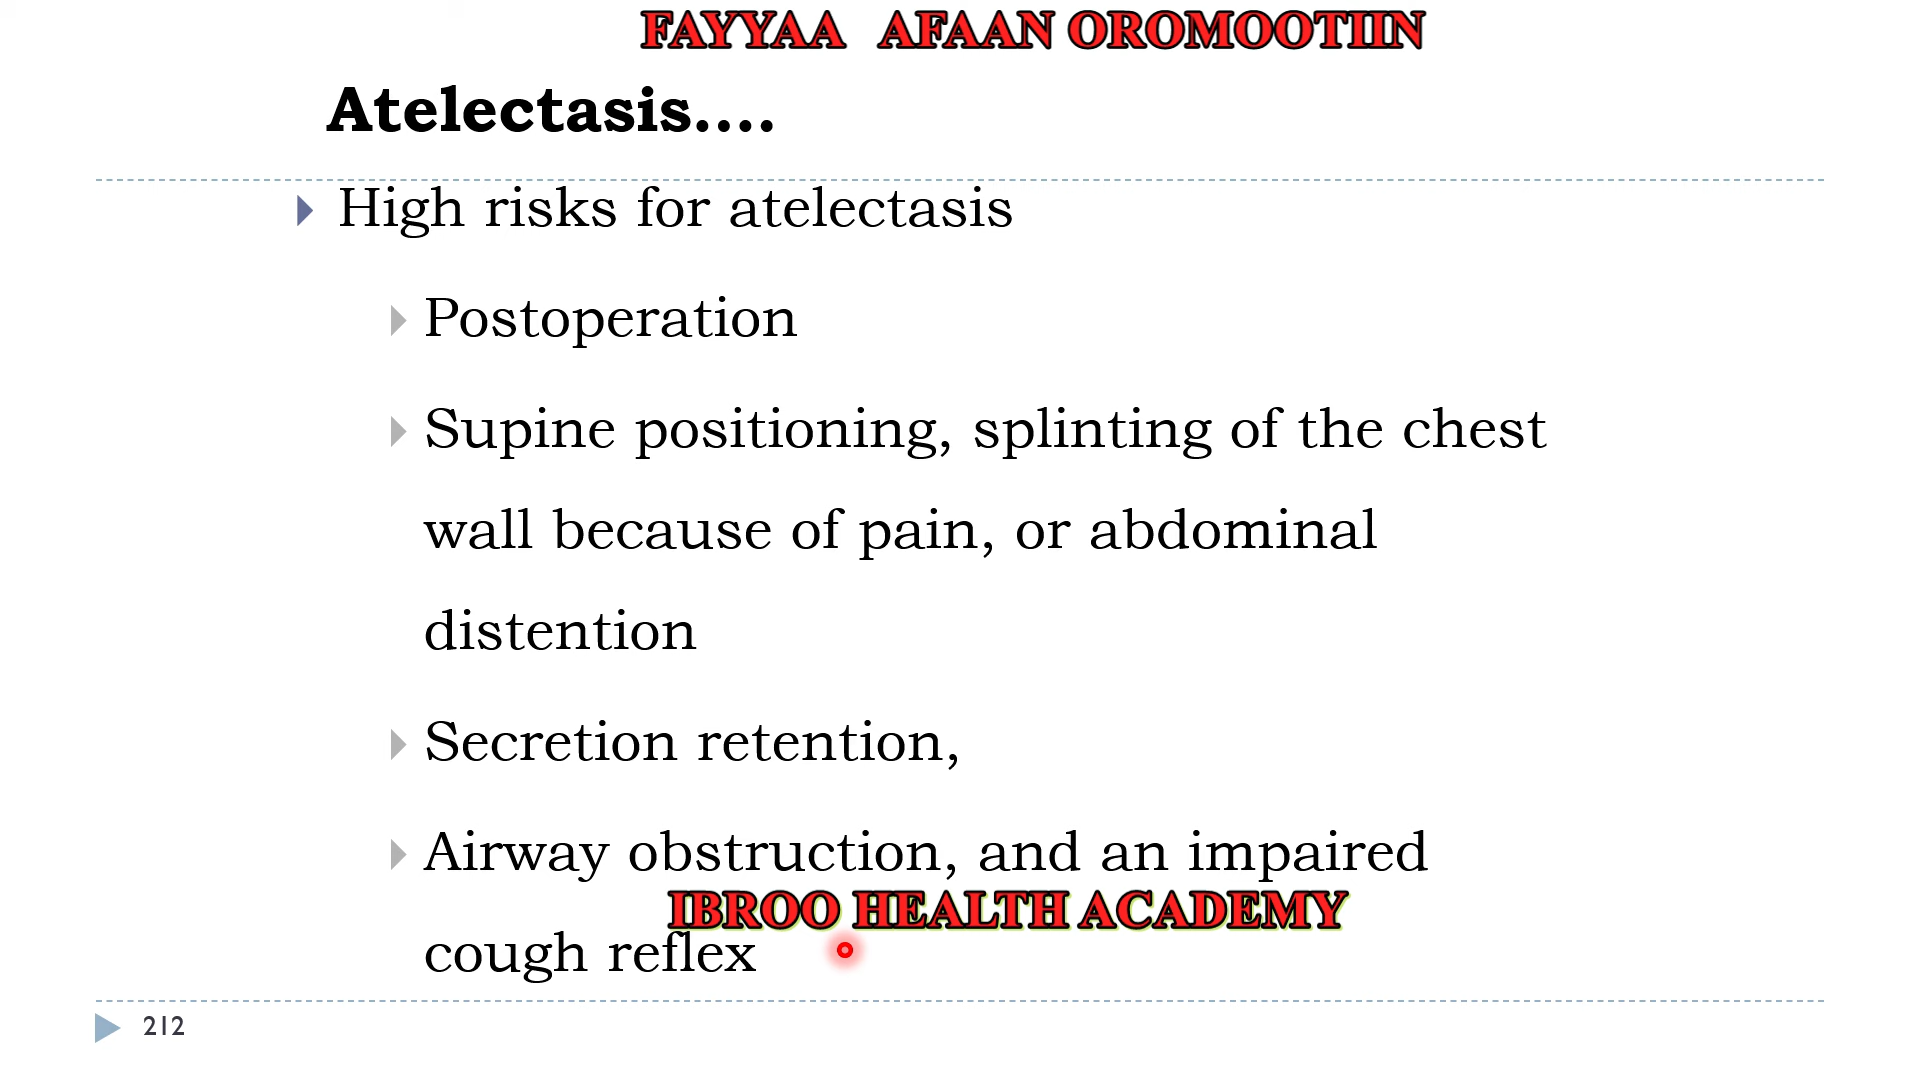 FAYYAA AFAAN OROMOOTIIN
Atelectasis....
High risks for atelectasis
Postoperation
Supine positioning, splinting of the chest
wall because of pain, or abdominal
distention
Secretion retention,
Airway obstruction, and an impaired
IBROO HEALTH ACADEMY
cough reflex
212